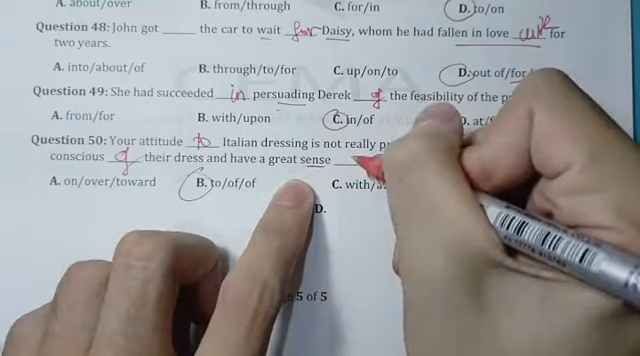 A. about/over B. from/through C. for/in D. to/on
Question 48: John got ______ the car to wait for Daisy, whom he had fallen in love with for
two years.
A. into/about/of B. through/to/for C. up/on/to D. out of/for
Question 49: She had succeeded in persuading Derek of the feasibility of the
A. from/for B. with/upon C. in/of D. at/
Question 50: Your attitude to Italian dressing is not really
conscious of their dress and have a great sense
A. on/over/toward B. to/of/of C. with/
D.
5 of 5